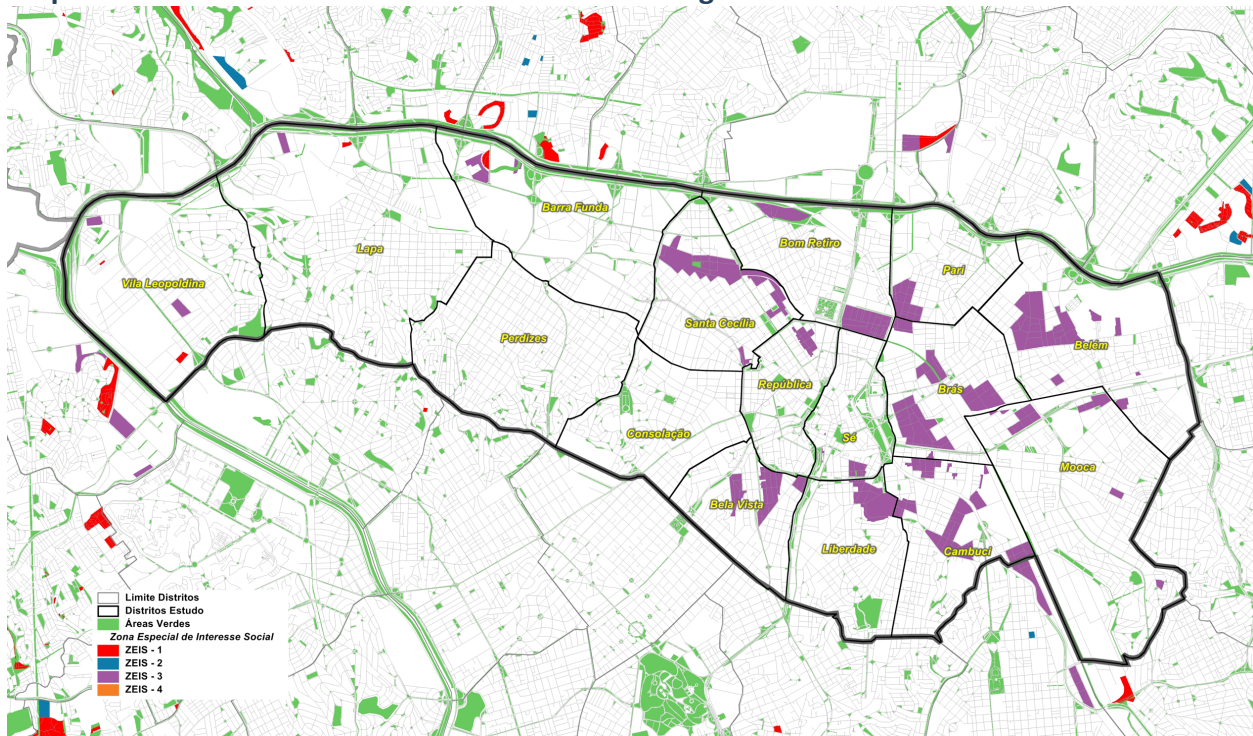 Barra Funda
Bom Retiro
Lapa
Pari
Vila Leopoldina
Santa Cecília
Perdizes
Belém
República
Brás
Consolação
Sé
Mooca
Bela Vista
Liberdade
Cambuci
Limite Distritos
Distritos Estudo
Áreas Verdes
Zona Especial de Interesse Social
ZEIS - 1
ZEIS - 2
ZEIS - 3
ZEIS - 4